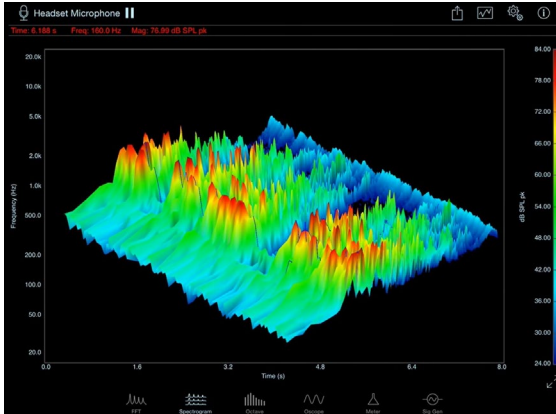 Headset Microphone
Time: 6.188 s Freq: 160.0 Hz Mag: 76.99 dB SPL pk
84.00
20.0k
78.00
10.0k
72.00
5.0k
66.00
2.0k
60.00
1.0k
54.00
Frequency (Hz)
dB SPL pk
500.0
48.00
200.0
42.00
100.0
36.00
50.0
30.00
20.0
24.00
0.0 1.6 3.2 4.8 6.4 8.0
Time (s)
FFT Spectrogram Octave Oscope Meter Sig Gen